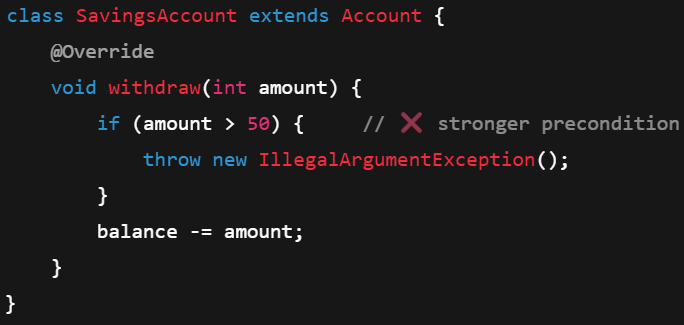 class SavingsAccount extends Account {
    @Override
    void withdraw(int amount) {
        if (amount > 50) {     // ❌ stronger precondition
            throw new IllegalArgumentException();
        }
        balance -= amount;
    }
}